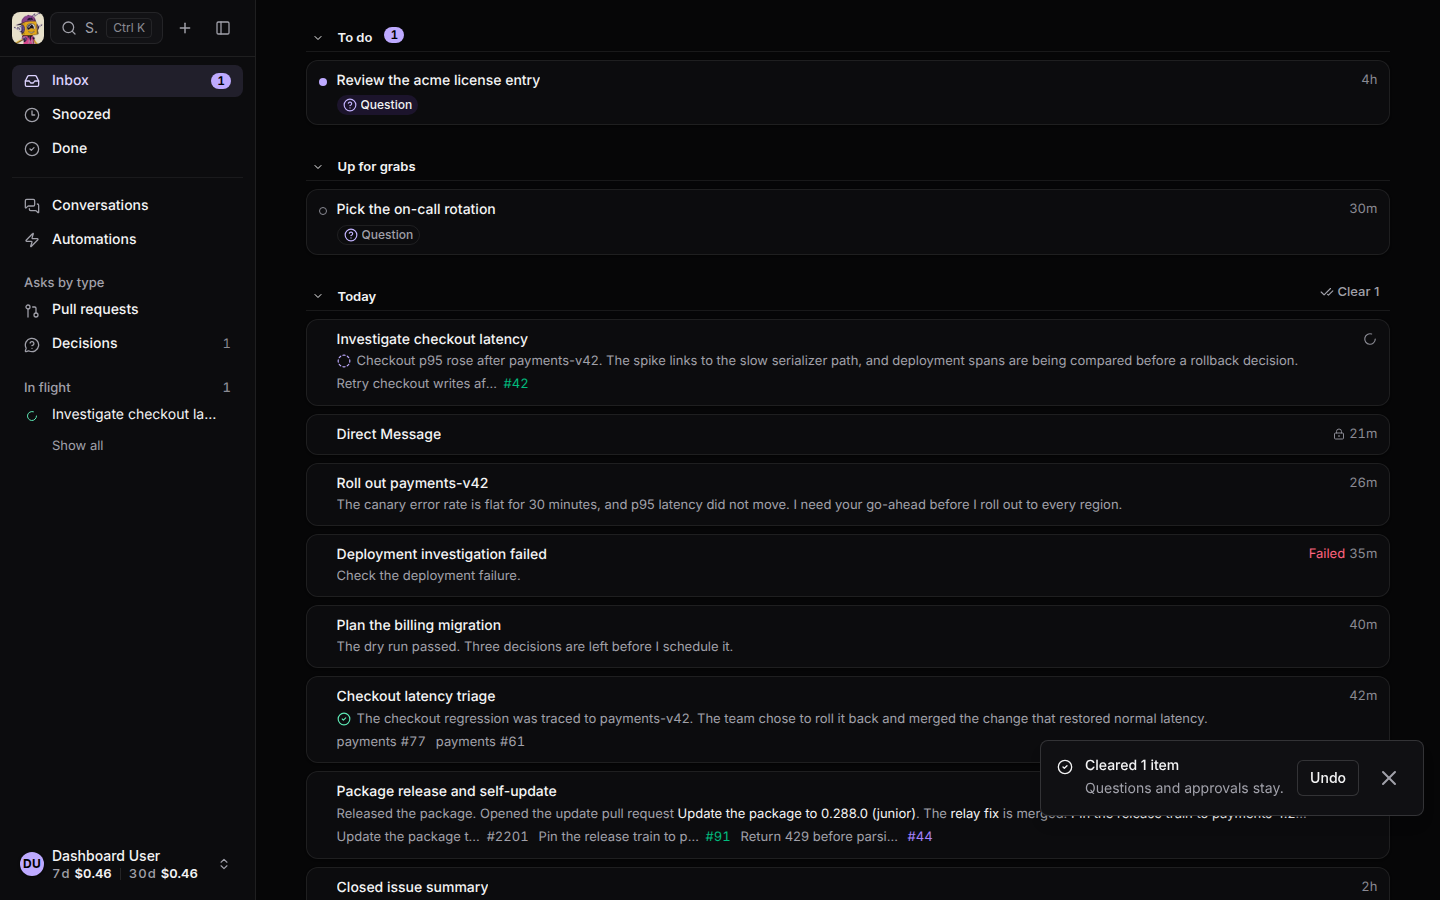 S. Ctrl K
Inbox 1
Snoozed
Done
Conversations
Automations
Asks by type
Pull requests
Decisions 1
In flight 1
Investigate checkout la...
Show all
DU Dashboard User
7d $0.46 30d $0.46
To do 1
Review the acme license entry 4h
Question
Up for grabs
Pick the on-call rotation 30m
Question
Today Clear 1
Investigate checkout latency
Checkout p95 rose after payments-v42. The spike links to the slow serializer path, and deployment spans are being compared before a rollback decision.
Retry checkout writes af... #42
Direct Message 21m
Roll out payments-v42 26m
The canary error rate is flat for 30 minutes, and p95 latency did not move. I need your go-ahead before I roll out to every region.
Deployment investigation failed Failed 35m
Check the deployment failure.
Plan the billing migration 40m
The dry run passed. Three decisions are left before I schedule it.
Checkout latency triage 42m
The checkout regression was traced to payments-v42. The team chose to roll it back and merged the change that restored normal latency.
payments #77 payments #61
Package release and self-update
Released the package. Opened the update pull request Update the package to 0.288.0 (junior). The relay fix is merged.
Update the package t... #2201 Pin the release train to p... #91 Return 429 before parsi... #44
Closed issue summary 2h
Cleared 1 item
Questions and approvals stay.
Undo